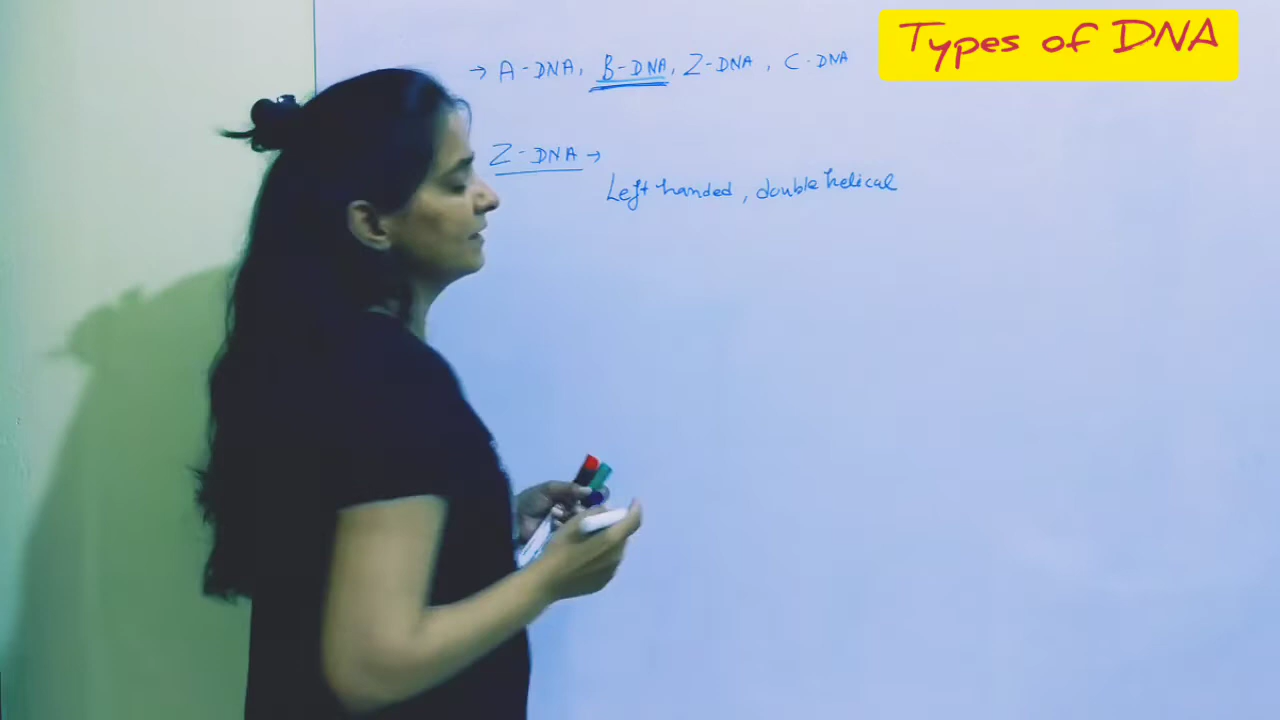 Types of DNA
→ A-DNA, B-DNA, Z-DNA, C-DNA
Z-DNA →
Left handed, double helical